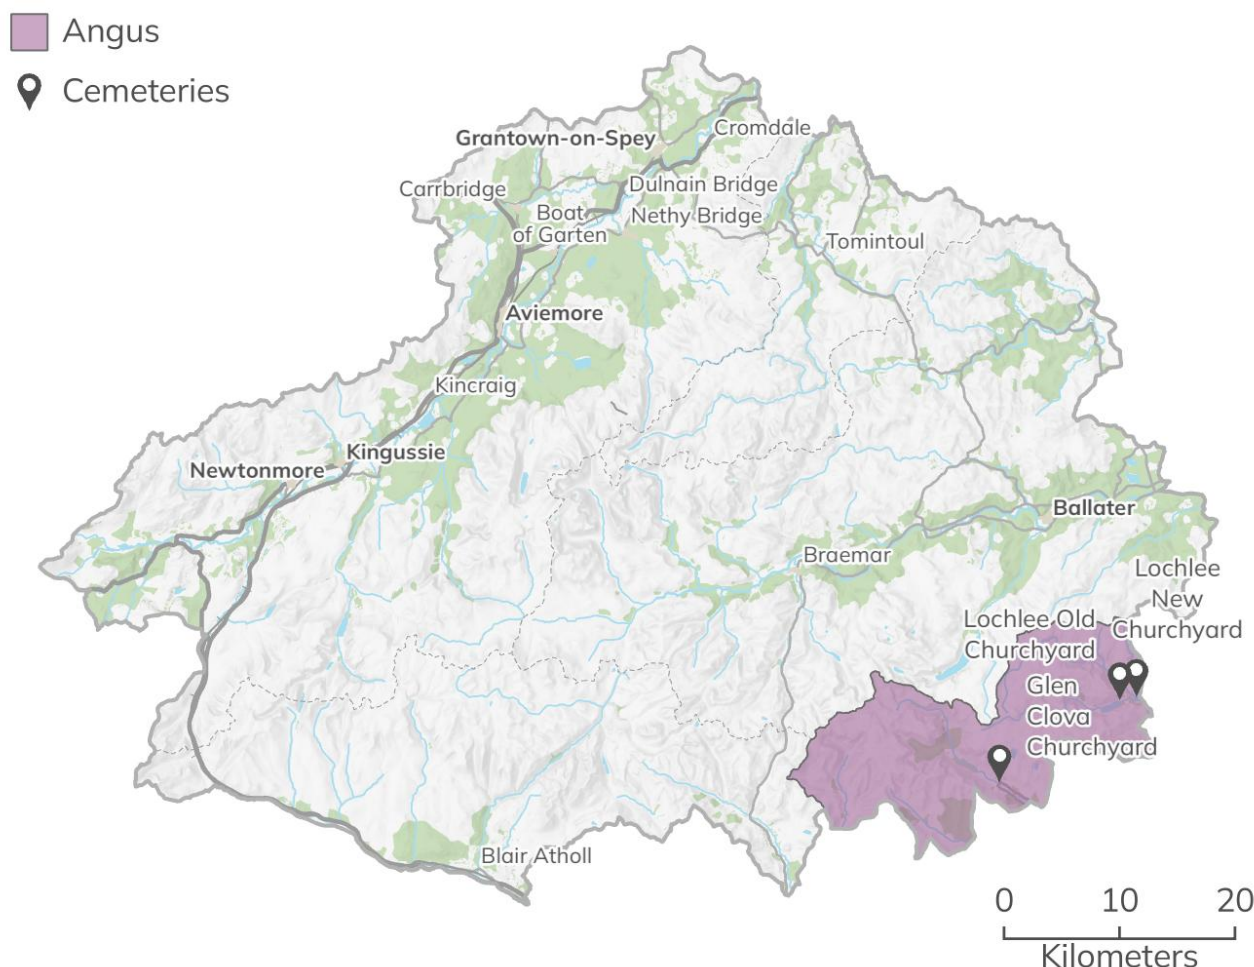 Angus
Cemeteries
Cromdale
Grantown-on-Spey
Carrbridge
Dulnain Bridge
Boat
of Garten
Nethy Bridge
Tomintoul
Aviemore
Kincraig
Kingussie
Newtonmore
Ballater
Braemar
Lochlee
New
Churchyard
Lochlee Old
Churchyard
Glen
Clova
Churchyard
Blair Atholl
0 10 20
Kilometers